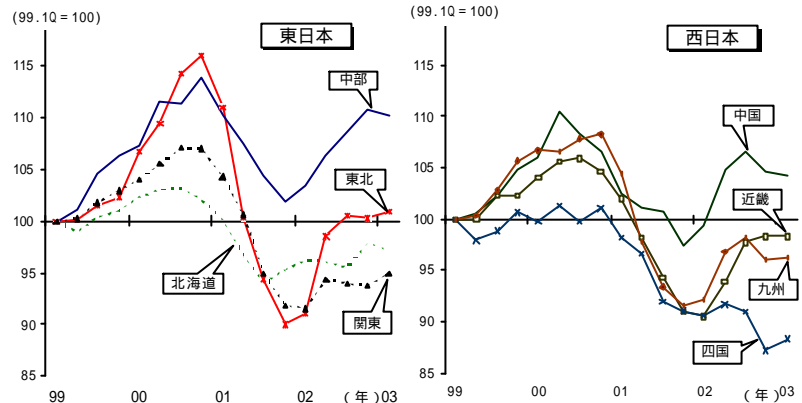 (99.1Q = 100)
東日本
115
110
105
100
95
90
85
中部
東北
北海道
関東
99 00 01 02 (年) 03
(99.1Q = 100)
西日本
115
110
105
100
95
90
85
中国
近畿
九州
四国
99 00 01 02 (年) 03